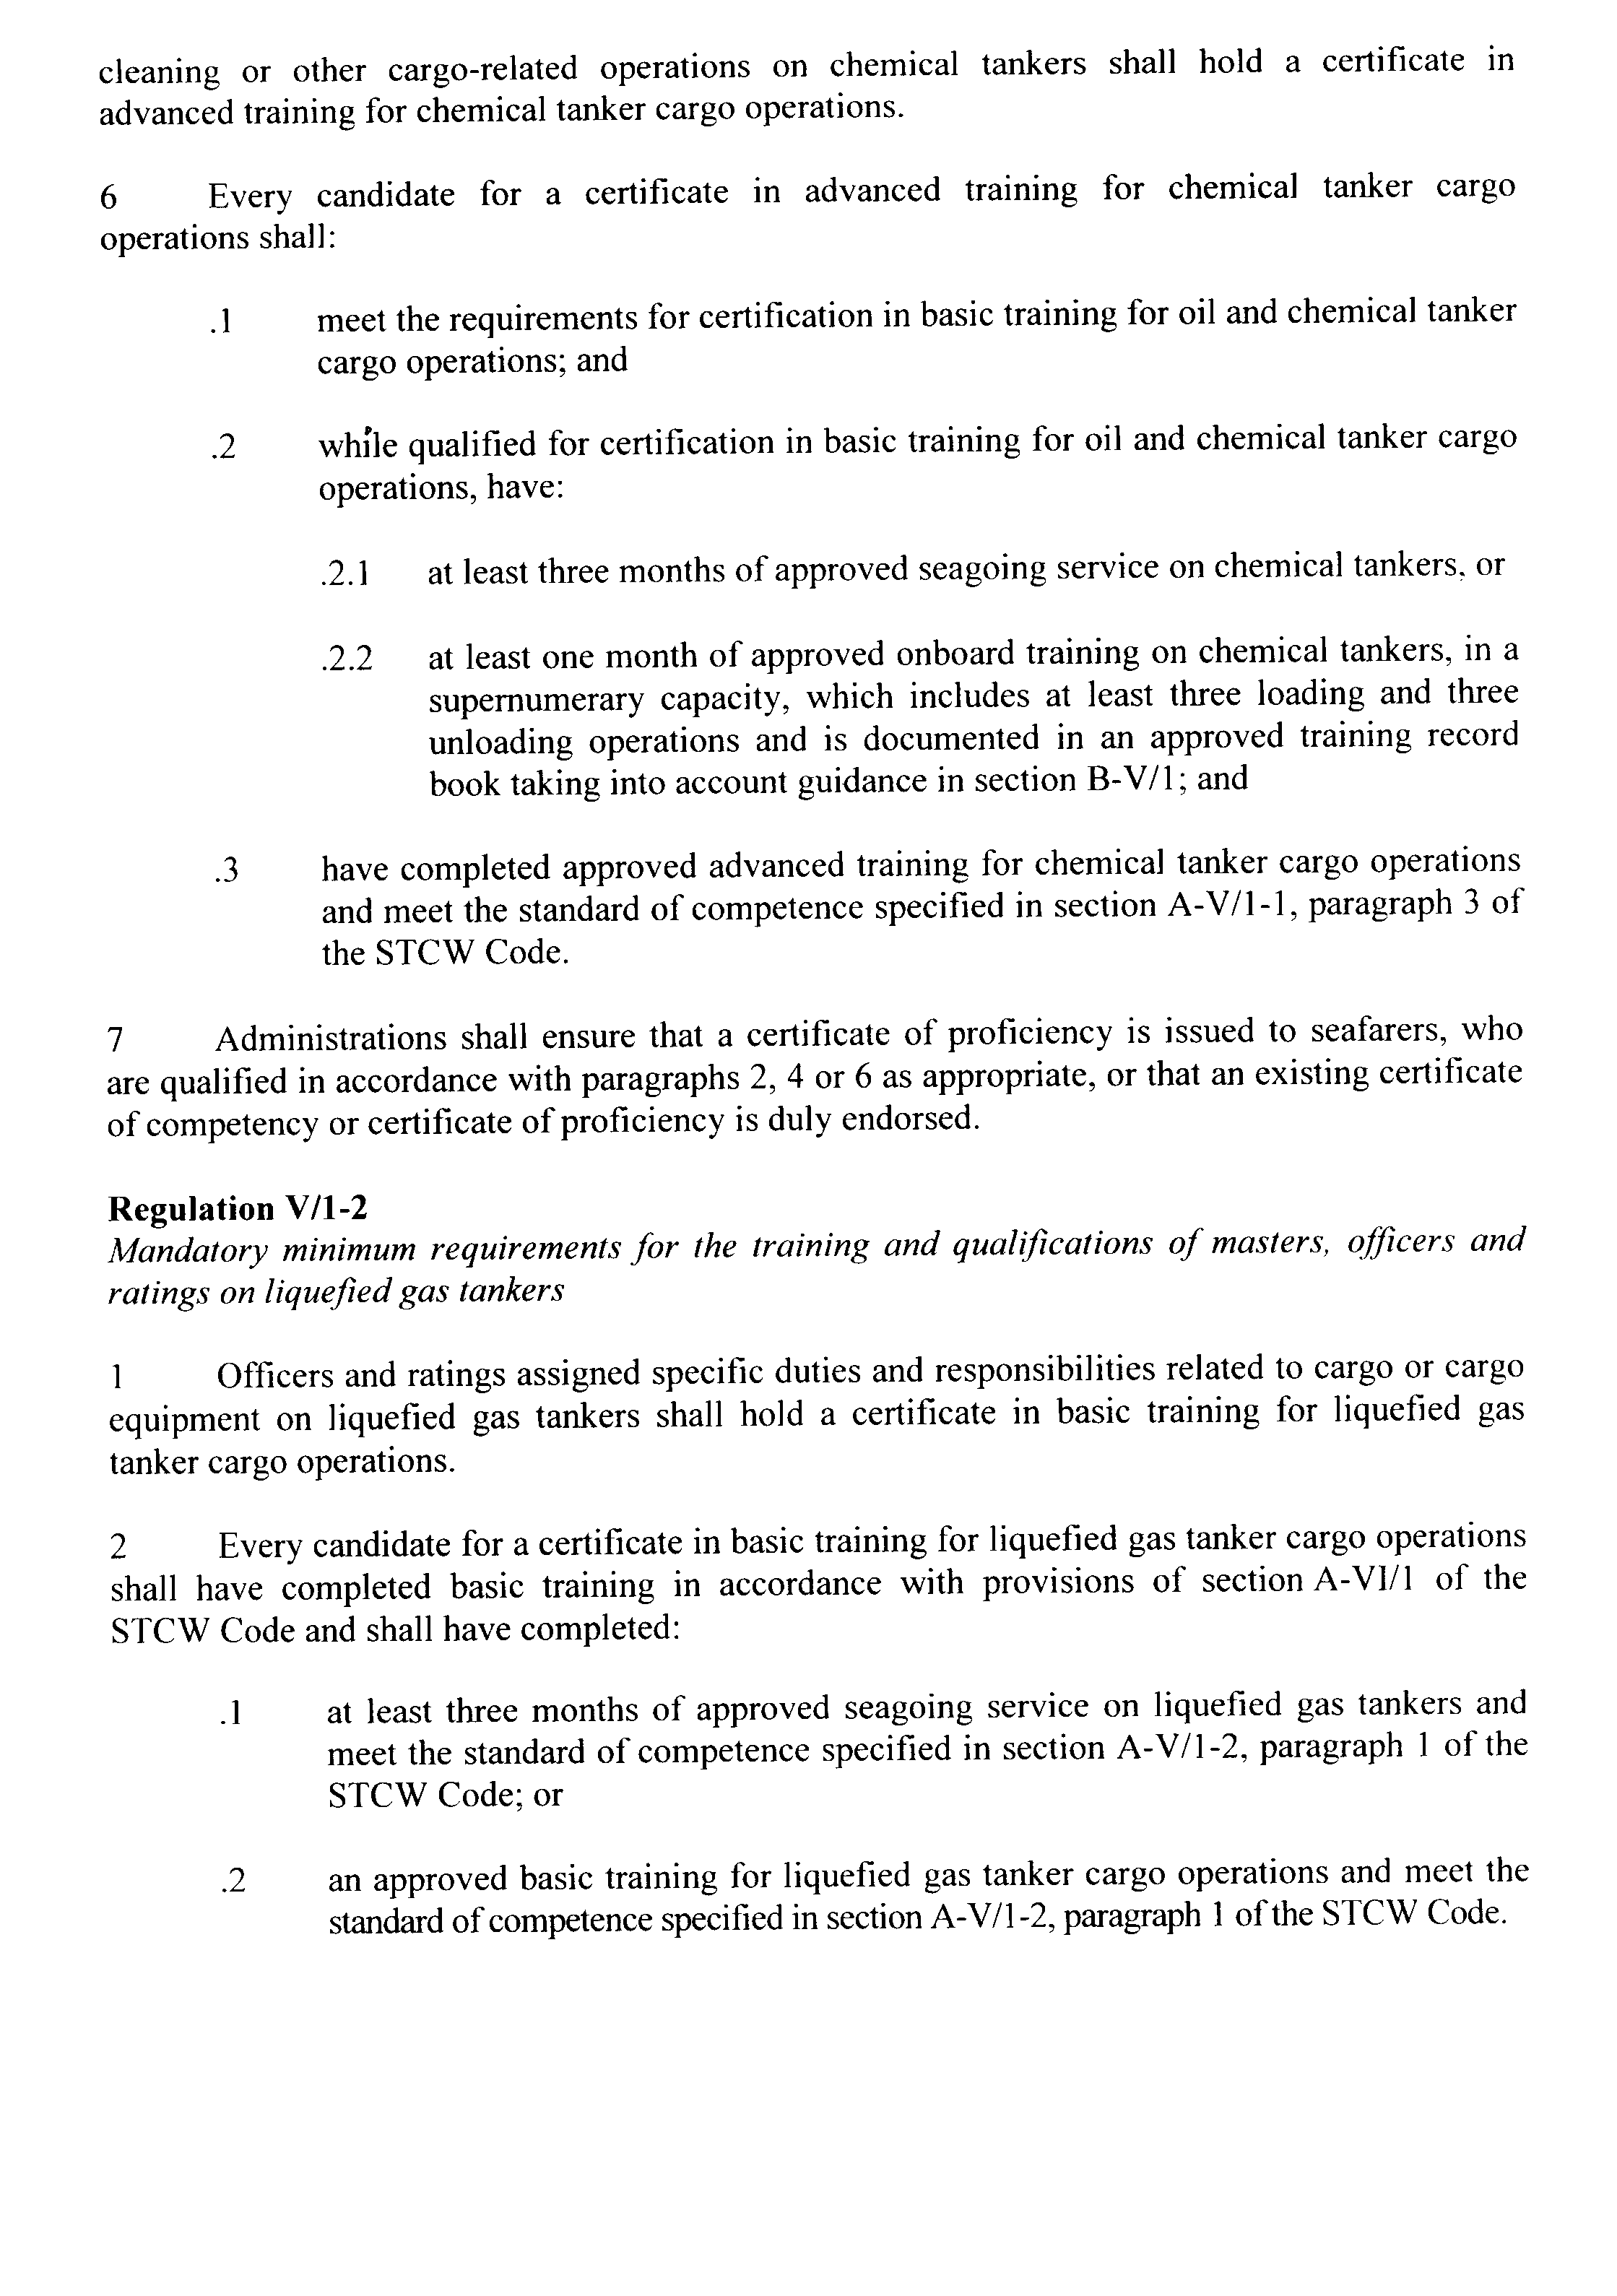 cleaning or other cargo-related operations on chemical tankers shall hold a certificate in
advanced training for chemical tanker cargo operations.
6 Every candidate for a certificate in advanced training for chemical tanker cargo
operations shall:
.1 meet the requirements for certification in basic training for oil and chemical tanker
cargo operations; and
.2 while qualified for certification in basic training for oil and chemical tanker cargo
operations, have:
.2.1 at least three months of approved seagoing service on chemical tankers, or
.2.2 at least one month of approved onboard training on chemical tankers, in a
supernumerary capacity, which includes at least three loading and three
unloading operations and is documented in an approved training record
book taking into account guidance in section B-V/1; and
.3 have completed approved advanced training for chemical tanker cargo operations
and meet the standard of competence specified in section A-V/1-1, paragraph 3 of
the STCW Code.
7 Administrations shall ensure that a certificate of proficiency is issued to seafarers, who
are qualified in accordance with paragraphs 2, 4 or 6 as appropriate, or that an existing certificate
of competency or certificate of proficiency is duly endorsed.
Regulation V/1-2
Mandatory minimum requirements for the training and qualifications of masters, officers and
ratings on liquefied gas tankers
1 Officers and ratings assigned specific duties and responsibilities related to cargo or cargo
equipment on liquefied gas tankers shall hold a certificate in basic training for liquefied gas
tanker cargo operations.
2 Every candidate for a certificate in basic training for liquefied gas tanker cargo operations
shall have completed basic training in accordance with provisions of section A-VI/1 of the
STCW Code and shall have completed:
.1 at least three months of approved seagoing service on liquefied gas tankers and
meet the standard of competence specified in section A-V/1-2, paragraph 1 of the
STCW Code; or
.2 an approved basic training for liquefied gas tanker cargo operations and meet the
standard of competence specified in section A-V/1-2, paragraph 1 of the STCW Code.